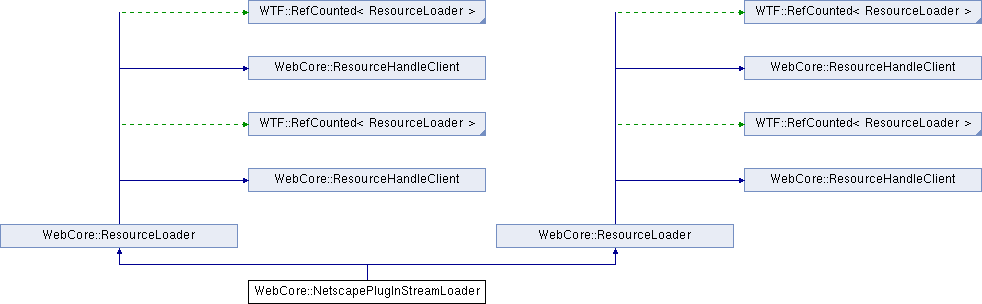 WTF::RefCounted< ResourceLoader >
WTF::RefCounted< ResourceLoader >
WebCore::ResourceHandleClient
WebCore::ResourceHandleClient
WTF::RefCounted< ResourceLoader >
WTF::RefCounted< ResourceLoader >
WebCore::ResourceHandleClient
WebCore::ResourceHandleClient
WebCore::ResourceLoader
WebCore::ResourceLoader
WebCore::NetscapePlugInStreamLoader